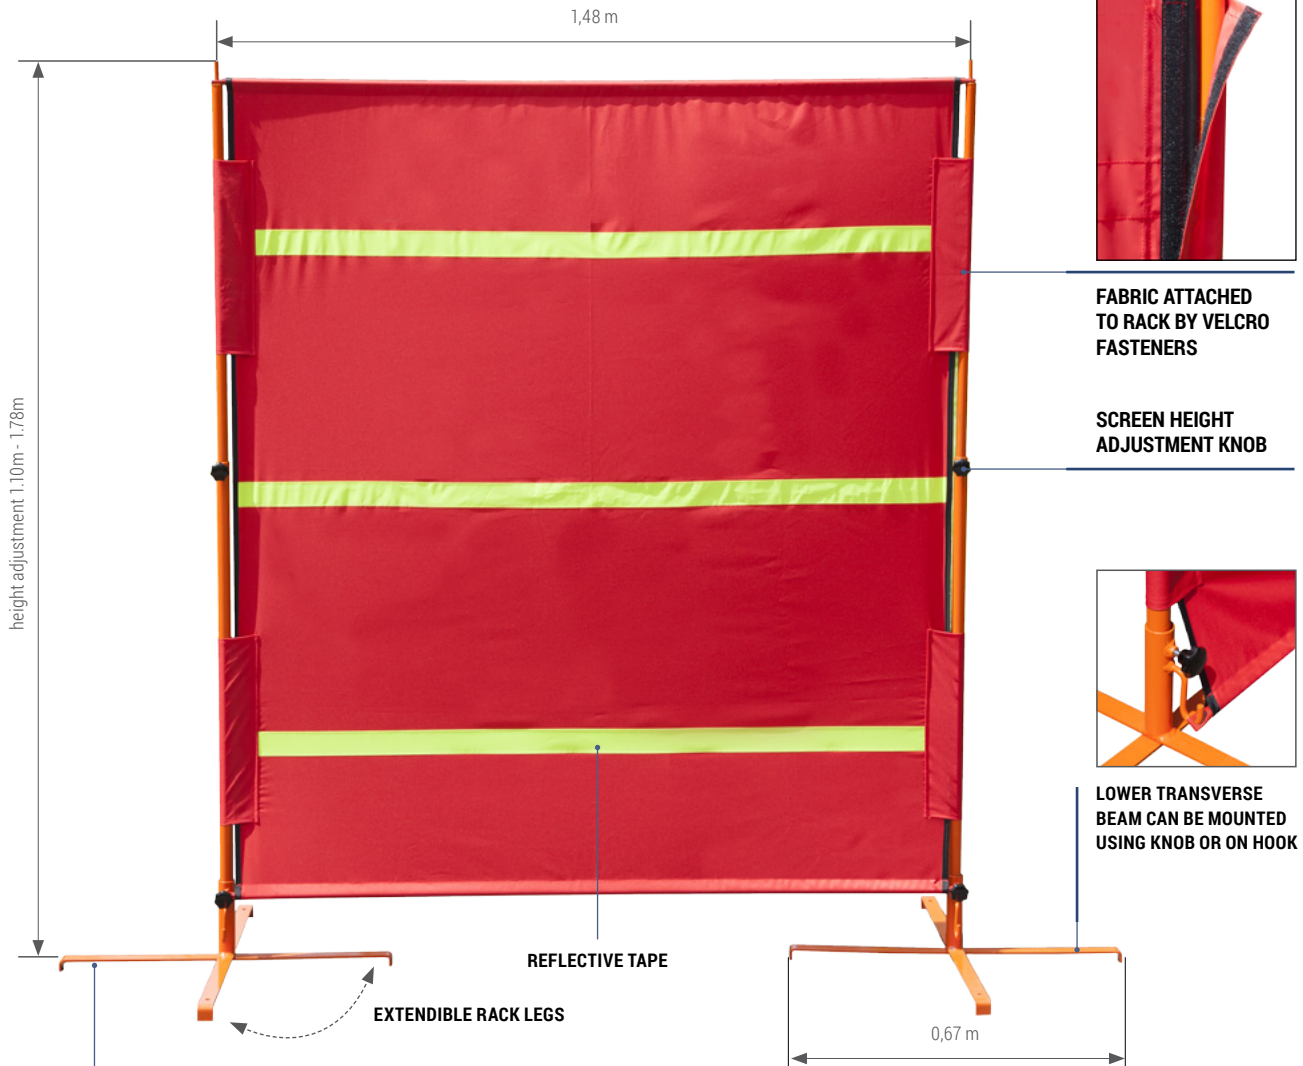 1,48 m
height adjustment 1.10m - 1.78m
FABRIC ATTACHED
TO RACK BY VELCRO
FASTENERS
SCREEN HEIGHT
ADJUSTMENT KNOB
LOWER TRANSVERSE
BEAM CAN BE MOUNTED
USING KNOB OR ON HOOK
REFLECTIVE TAPE
EXTENDIBLE RACK LEGS
0,67 m